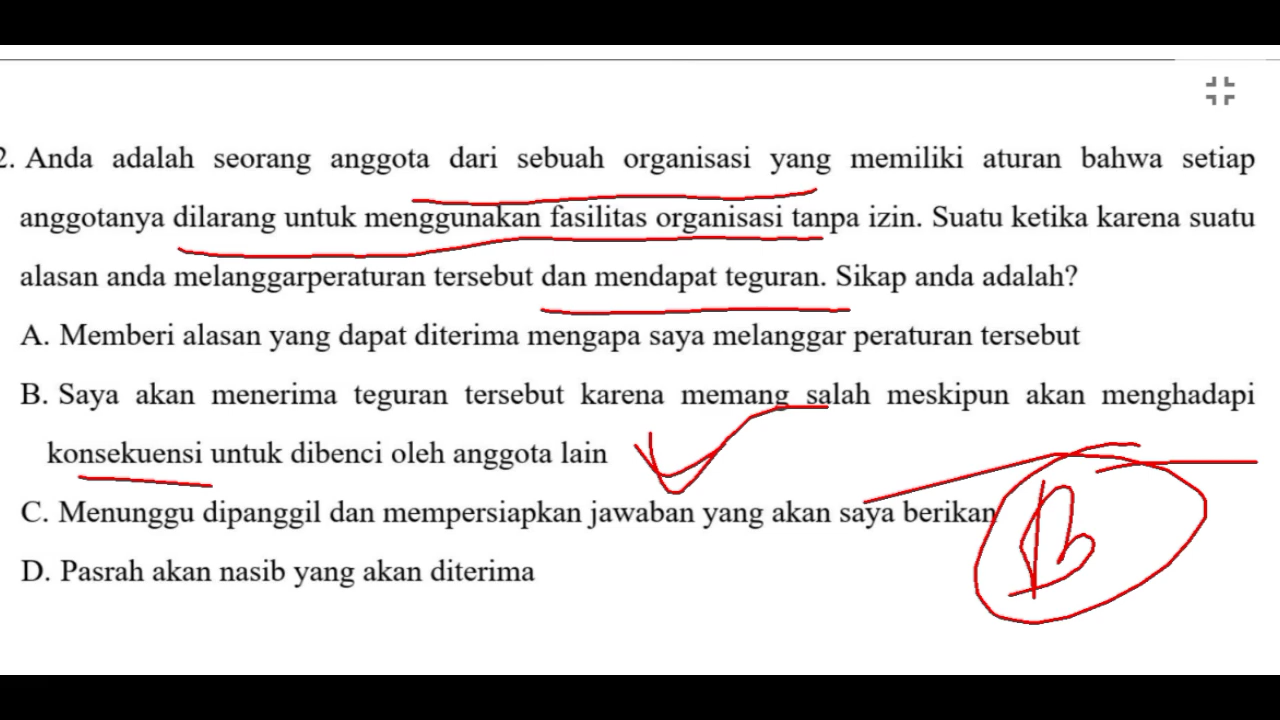 2. Anda adalah seorang anggota dari sebuah organisasi yang memiliki aturan bahwa setiap
anggotanya dilarang untuk menggunakan fasilitas organisasi tanpa izin. Suatu ketika karena suatu
alasan anda melanggarperaturan tersebut dan mendapat teguran. Sikap anda adalah?
A. Memberi alasan yang dapat diterima mengapa saya melanggar peraturan tersebut
B. Saya akan menerima teguran tersebut karena memang salah meskipun akan menghadapi
konsekuensi untuk dibenci oleh anggota lain
C. Menunggu dipanggil dan mempersiapkan jawaban yang akan saya berikan
B
D. Pasrah akan nasib yang akan diterima